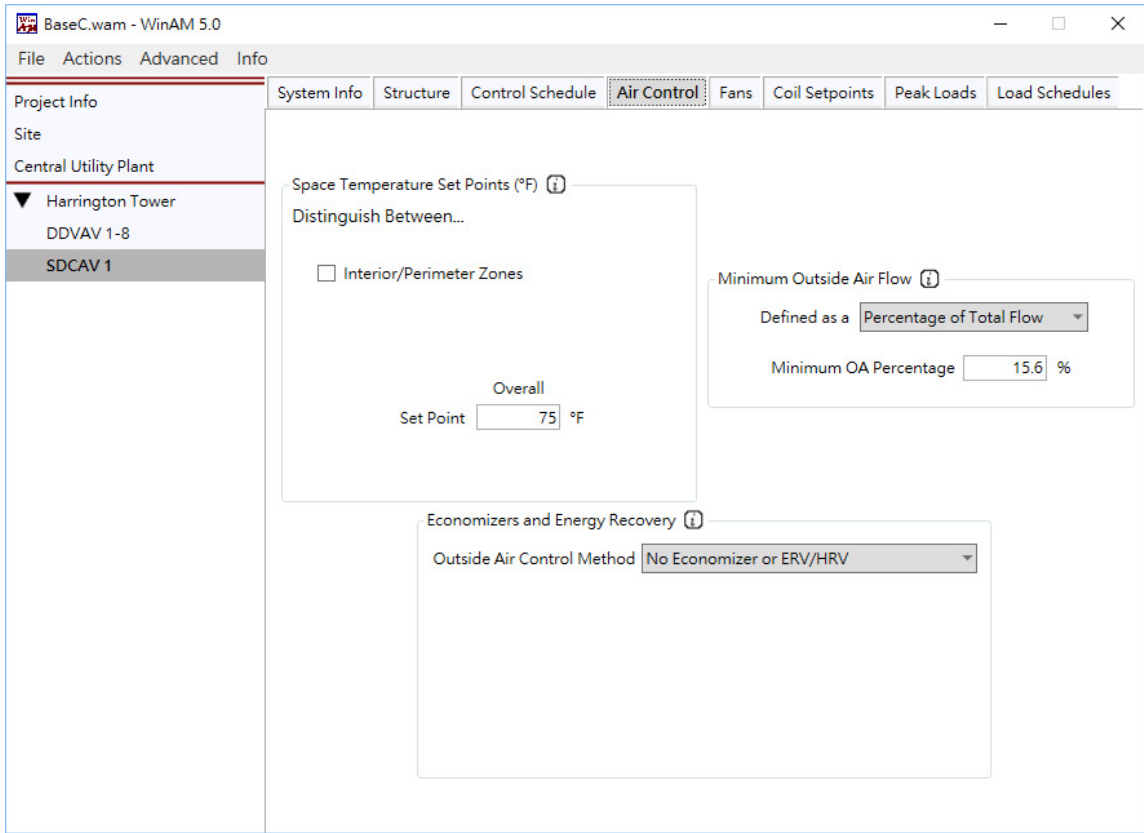 BaseC.wam - WinAM 5.0
File Actions Advanced Info
Project Info
Site
Central Utility Plant
Harrington Tower
DDVAV 1-8
SDCAV 1
System Info Structure Control Schedule Air Control Fans Coil Setpoints Peak Loads Load Schedules
Space Temperature Set Points (°F)
Distinguish Between...
Interior/Perimeter Zones
Overall
Set Point 75 °F
Minimum Outside Air Flow
Defined as a Percentage of Total Flow
Minimum OA Percentage 15.6 %
Economizers and Energy Recovery
Outside Air Control Method No Economizer or ERV/HRV